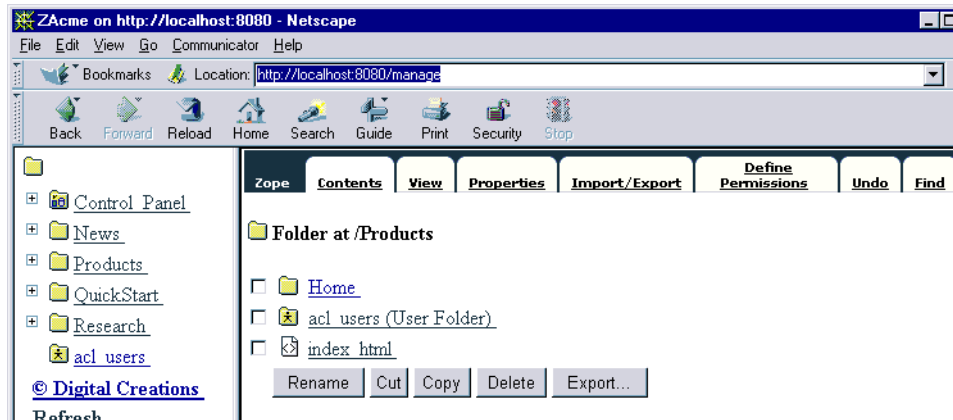 ZAcme on http://localhost:8080 - Netscape
File Edit View Go Communicator Help
Bookmarks Location: http://localhost:8080/manage
Back Forward Reload Home Search Guide Print Security Stop
Zope Contents View Properties Import/Export Define Permissions Undo Find
Control_Panel
News
Products
QuickStart
Research
acl_users
© Digital Creations
Refresh
Folder at /Products
Home
acl_users (User Folder)
index_html
Rename Cut Copy Delete Export...